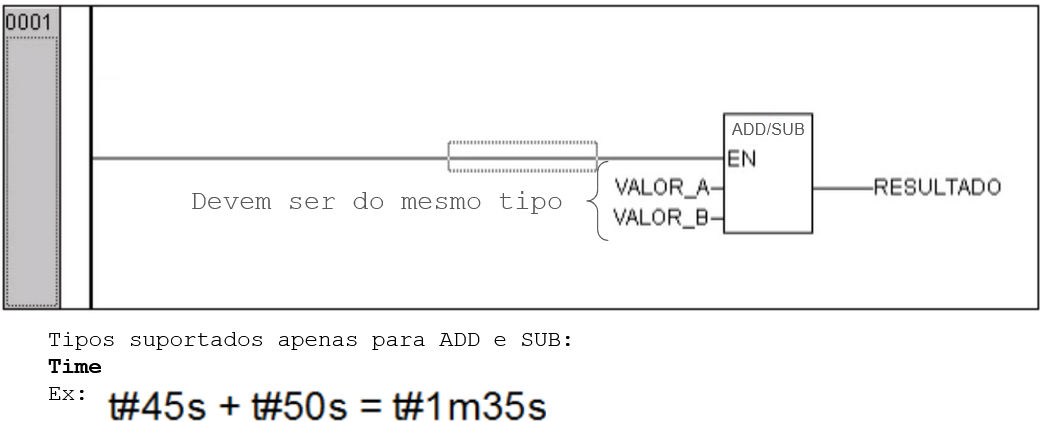 0001
ADD/SUB
EN
Devem ser do mesmo tipo
VALOR_A
RESULTADO
VALOR_B
Tipos suportados apenas para ADD e SUB:
Time
Ex: t#45s + t#50s = t#1m35s